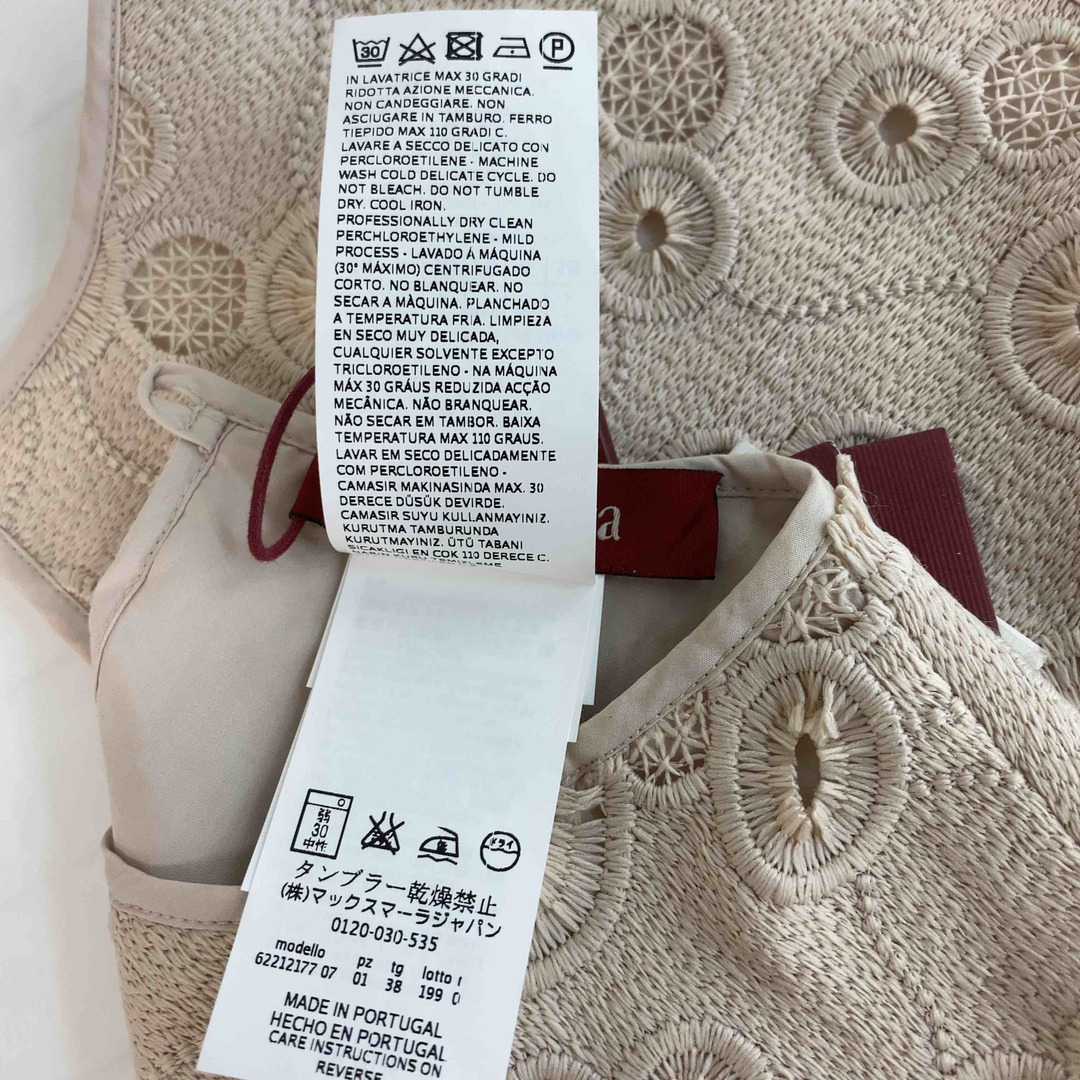 30 P
IN LAVATRICE MAX 30 GRADI
RIDOTTA AZIONE MECCANICA.
NON CANDEGGIARE. NON
ASCIUGARE IN TAMBURO. FERRO
TIEPIDO MAX 110 GRADI C.
LAVARE A SECCO DELICATO CON
PERCLOROETILENE - MACHINE
WASH COLD DELICATE CYCLE. DO
NOT BLEACH. DO NOT TUMBLE
DRY. COOL IRON.
PROFESSIONALLY DRY CLEAN
PERCHLOROETHYLENE - MILD
PROCESS - LAVADO Á MÁQUINA
(30° MÁXIMO) CENTRIFUGADO
CORTO. NO BLANQUEAR. NO
SECAR A MÀQUINA. PLANCHADO
A TEMPERATURA FRIA. LIMPIEZA
EN SECO MUY DELICADA,
CUALQUIER SOLVENTE EXCEPTO
TRICLOROETILENO - NA MÁQUINA
MÁX 30 GRÁUS REDUZIDA ACÇÃO
MECÂNICA. NÃO BRANQUEAR.
NÃO SECAR EM TAMBOR. BAIXA
TEMPERATURA MAX 110 GRAUS.
LAVAR EM SECO DELICADAMENTE
COM PERCLOROETILENO -
CAMASIR MAKINASINDA MAX. 30
DERECE DÜSÜK DEVIRDE.
CAMASIR SUYU KULLANMAYINIZ.
KURUTMA TAMBURUNDA
KURUTMAYINIZ. ÜTÜ TABANI
SICAKLIGI EN COK 110 DERECE C.
a
弱
30
中性
低
ドライ
タンブラー乾燥禁止
(株)マックスマーラジャパン
0120-030-535
modello pz tg lotto
62212177 07 01 38 199
MADE IN PORTUGAL
HECHO EN PORTUGAL
CARE INSTRUCTIONS ON
REVERSE